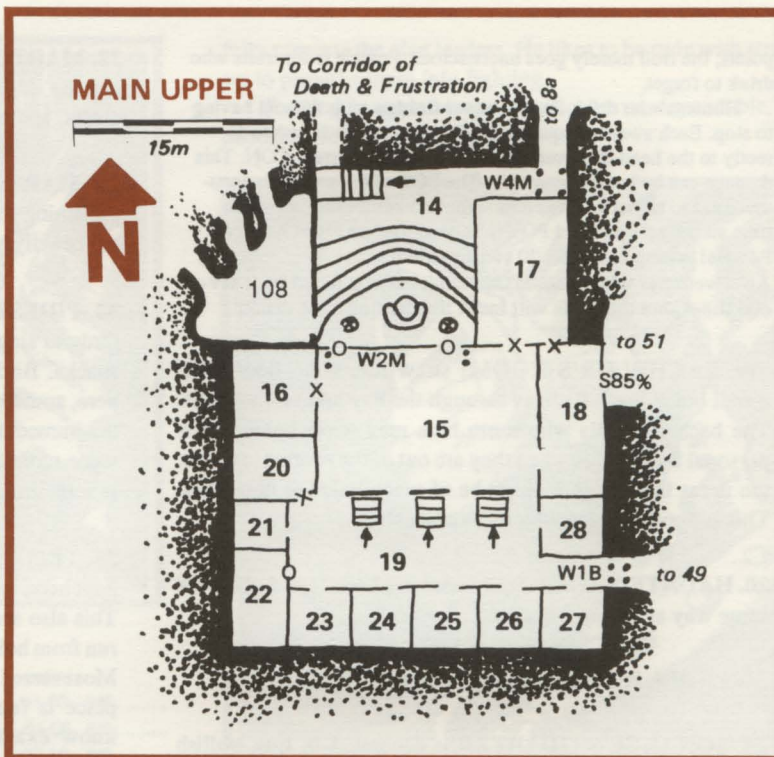 To Corridor of
Death & Frustration
MAIN UPPER
15m
to 8a
N
W4M
14
17
108
to 51
W2M
S85%
16
18
15
20
21
28
19
W1B
to 49
22
23
24
25
26
27